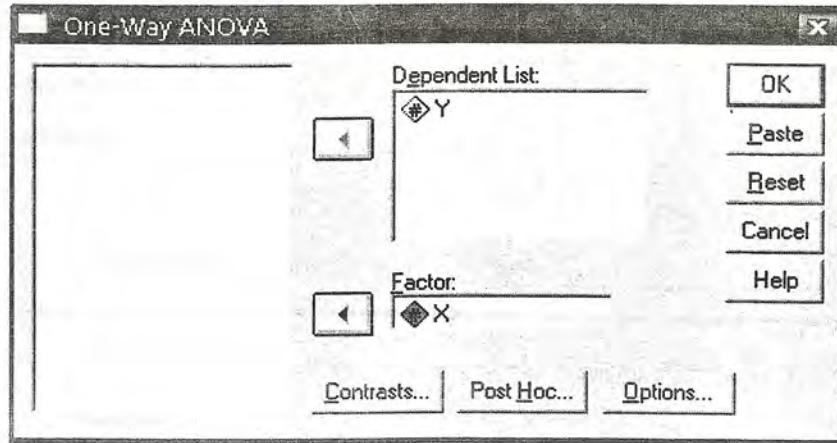 One-Way ANOVA
Dependent List:
# Y
OK
Paste
Reset
Cancel
Help
Factor:
# X
Contrasts...
Post Hoc...
Options...